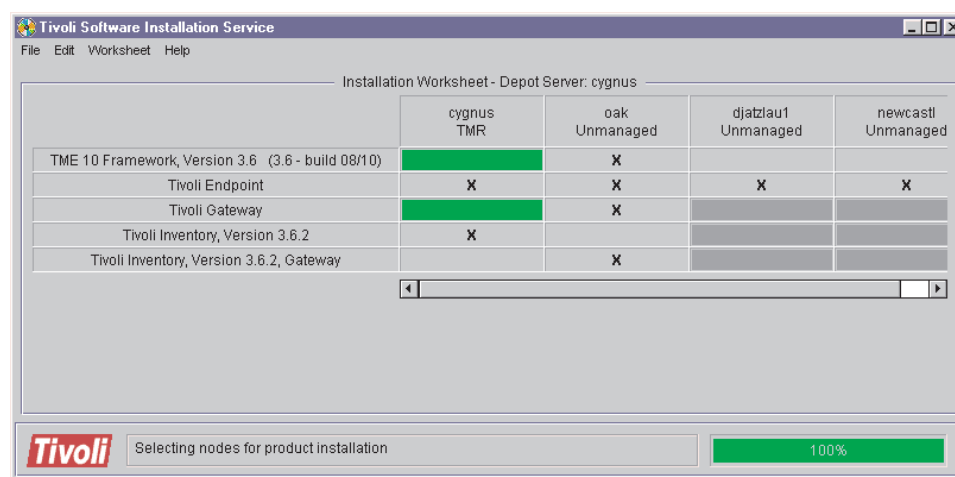 Tivoli Software Installation Service
File Edit Worksheet Help
Installation Worksheet - Depot Server: cygnus
cygnus oak djatzlau1 newcastl
TMR Unmanaged Unmanaged Unmanaged
TME 10 Framework, Version 3.6 (3.6 - build 08/10) X
Tivoli Endpoint X X X X
Tivoli Gateway X
Tivoli Inventory, Version 3.6.2 X
Tivoli Inventory, Version 3.6.2, Gateway X
Tivoli Selecting nodes for product installation 100%